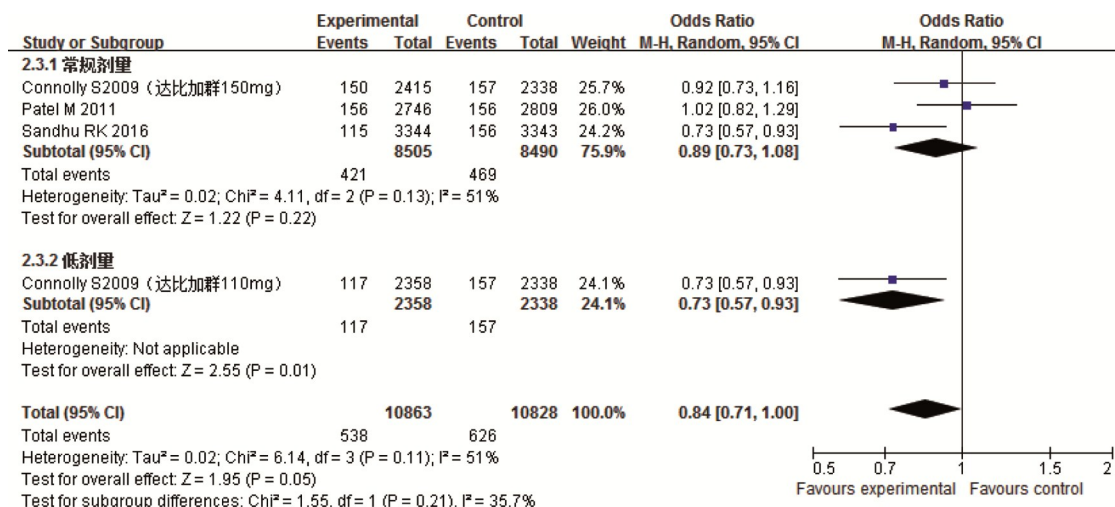 Experimental Control Odds Ratio Odds Ratio
Study or Subgroup Events Total Events Total Weight M-H, Random, 95% CI M-H, Random, 95% CI
2.3.1 常规剂量
Connolly S2009（达比加群150mg） 150 2415 157 2338 25.7% 0.92 [0.73, 1.16]
Patel M 2011 156 2746 156 2809 26.0% 1.02 [0.82, 1.29]
Sandhu RK 2016 115 3344 156 3343 24.2% 0.73 [0.57, 0.93]
Subtotal (95% CI) 8505 8490 75.9% 0.89 [0.73, 1.08]
Total events 421 469
Heterogeneity: Tau² = 0.02; Chi² = 4.11, df = 2 (P = 0.13); I² = 51%
Test for overall effect: Z = 1.22 (P = 0.22)
2.3.2 低剂量
Connolly S2009（达比加群110mg） 117 2358 157 2338 24.1% 0.73 [0.57, 0.93]
Subtotal (95% CI) 2358 2338 24.1% 0.73 [0.57, 0.93]
Total events 117 157
Heterogeneity: Not applicable
Test for overall effect: Z = 2.55 (P = 0.01)
Total (95% CI) 10863 10828 100.0% 0.84 [0.71, 1.00]
Total events 538 626
Heterogeneity: Tau² = 0.02; Chi² = 6.14, df = 3 (P = 0.11); I² = 51%
Test for overall effect: Z = 1.95 (P = 0.05)
Test for subgroup differences: Chi² = 1.55, df = 1 (P = 0.21), I² = 35.7%
0.5 0.7 1 1.5 2
Favours experimental Favours control